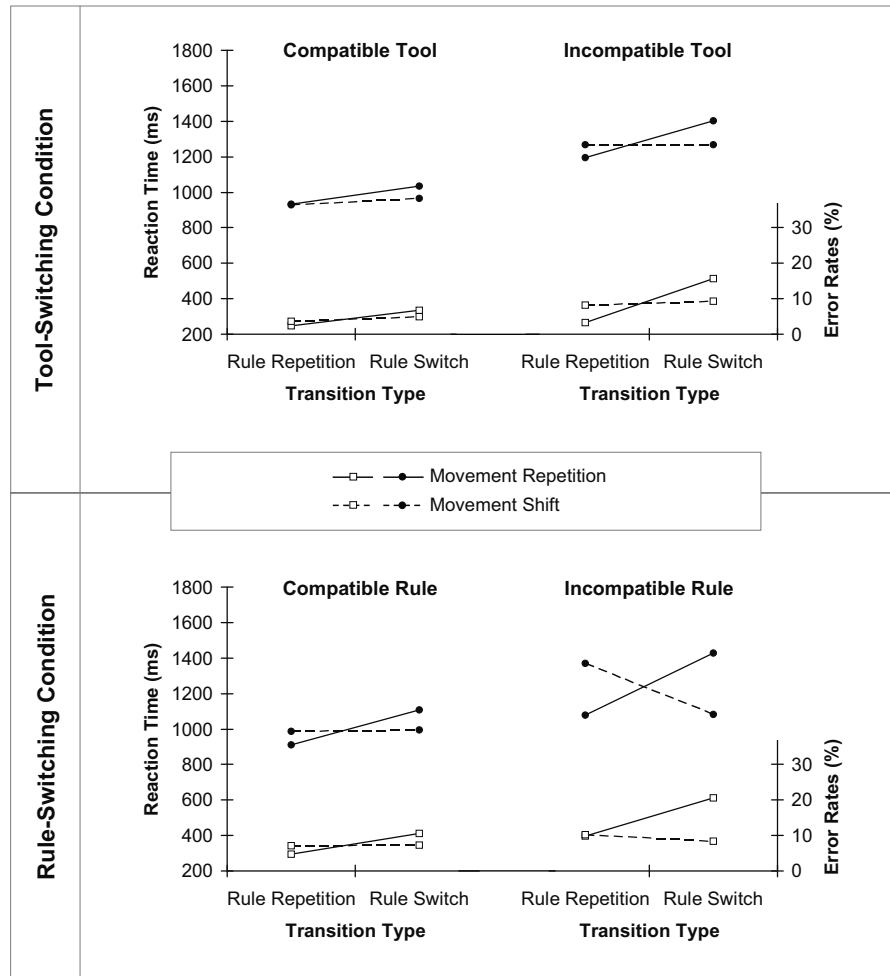 Tool-Switching Condition
Compatible Tool
Incompatible Tool
Reaction Time (ms)
1800
1600
1400
1200
1000
800
600
400
200
Error Rates (%)
30
20
10
0
Rule Repetition
Rule Switch
Rule Repetition
Rule Switch
Transition Type
Transition Type
Movement Repetition
Movement Shift
Rule-Switching Condition
Compatible Rule
Incompatible Rule
Reaction Time (ms)
1800
1600
1400
1200
1000
800
600
400
200
Error Rates (%)
30
20
10
0
Rule Repetition
Rule Switch
Rule Repetition
Rule Switch
Transition Type
Transition Type